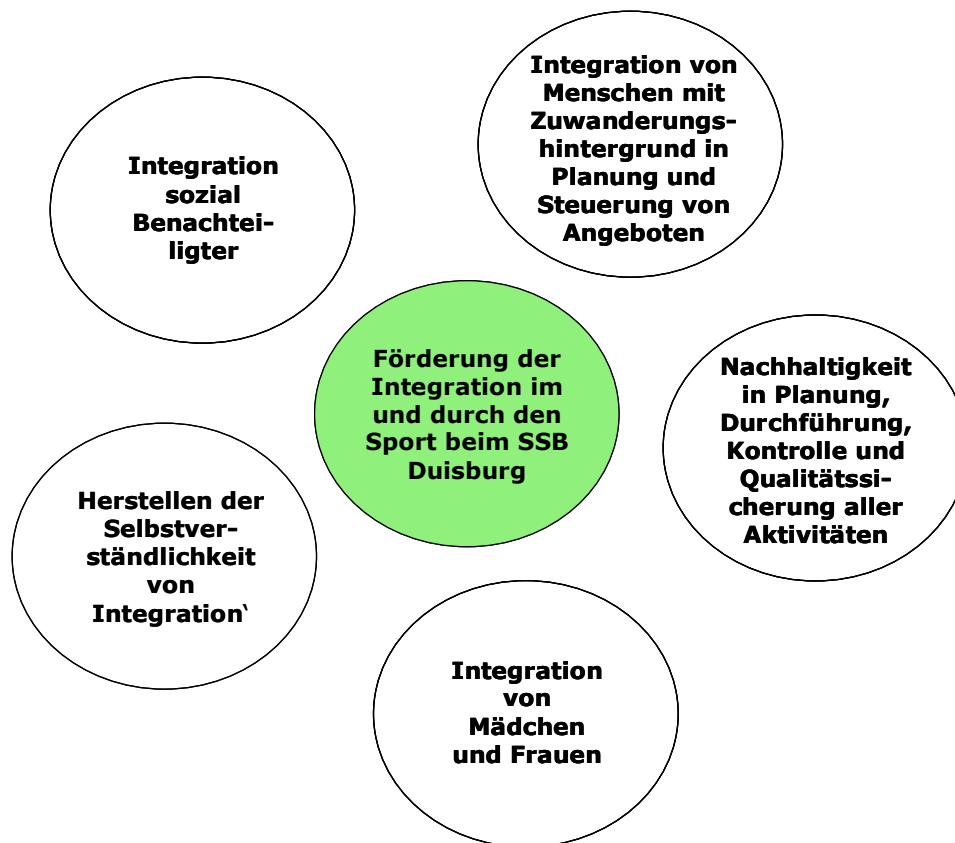 Integration von
Menschen mit
Zuwanderungs-
hintergrund in
Planung und
Steuerung von
Angeboten
Integration
sozial
Benachtei-
ligter
Förderung der
Integration im
und durch den
Sport beim SSB
Duisburg
Nachhaltigkeit
in Planung,
Durchführung,
Kontrolle und
Qualitätssi-
cherung aller
Aktivitäten
Herstellen der
Selbstver-
ständlichkeit
von
Integration‛
Integration
von
Mädchen
und Frauen